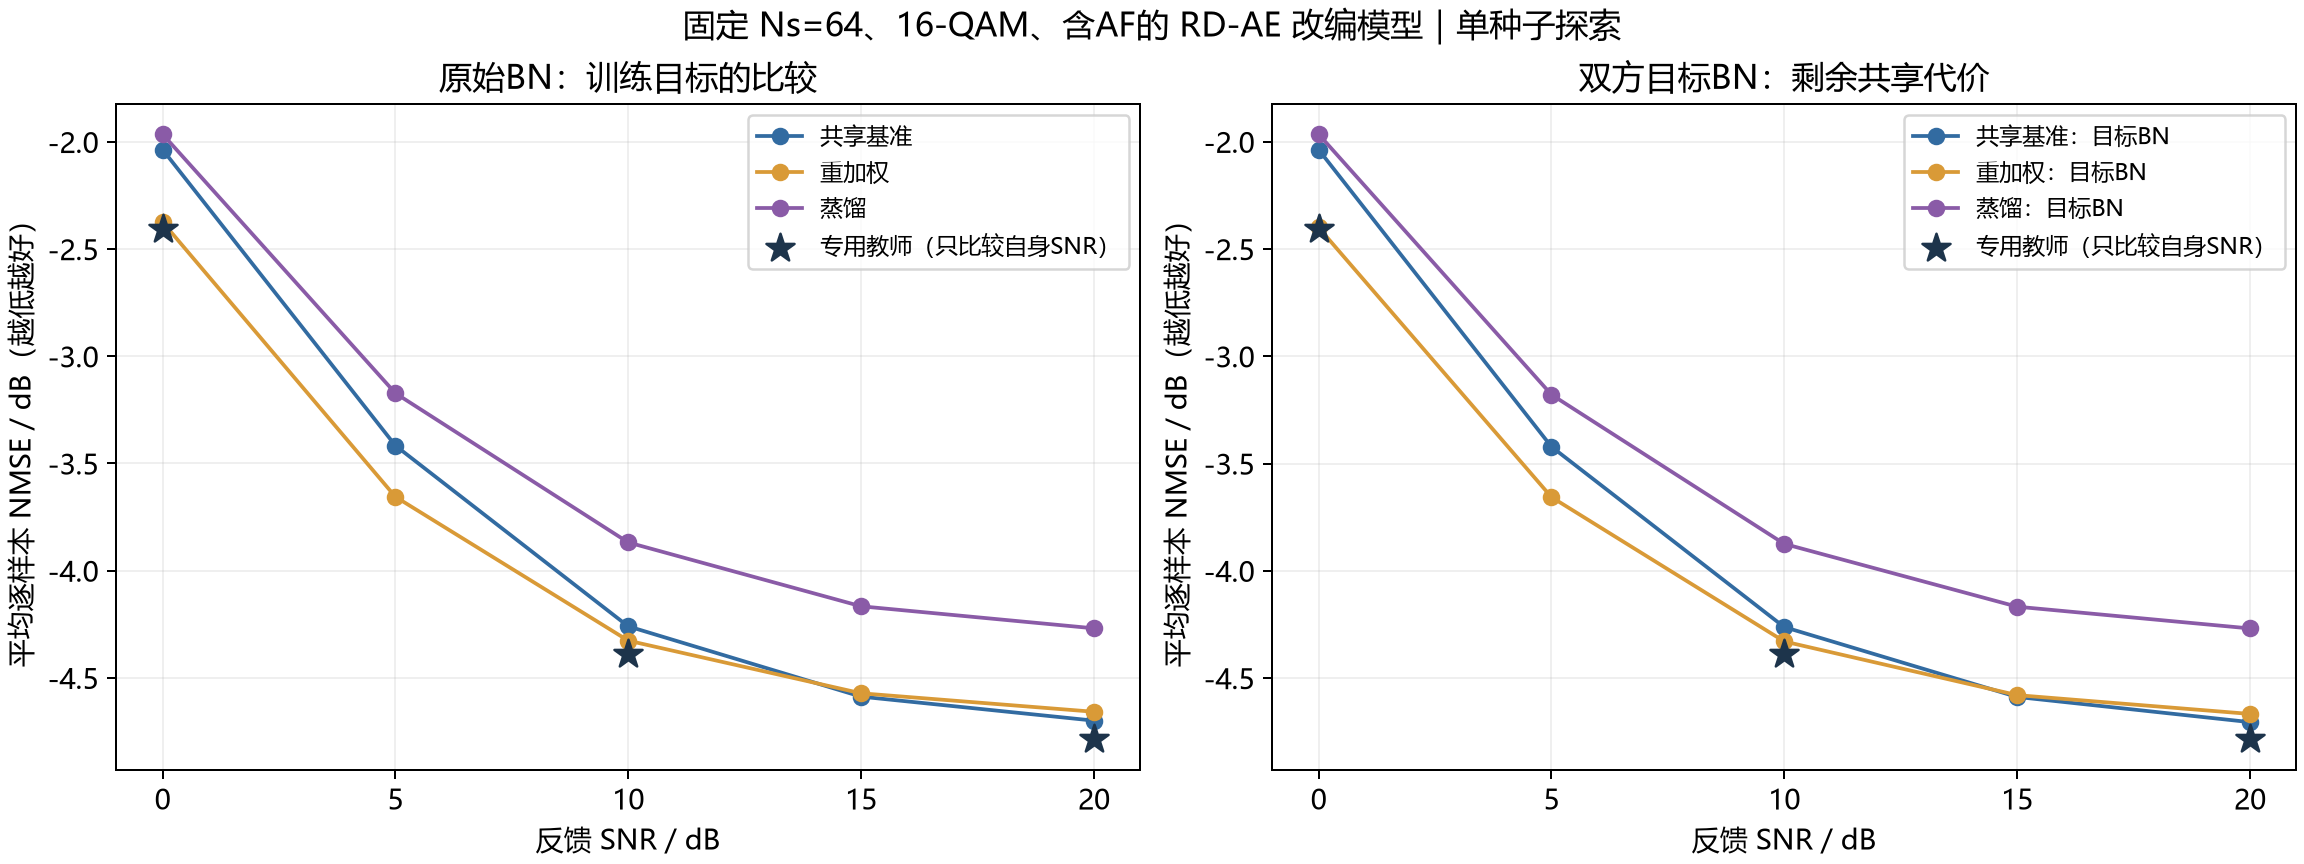 固定 Ns=64、16-QAM、含AF的 RD-AE 改编模型 | 单种子探索
原始BN：训练目标的比较
平均逐样本 NMSE / dB（越低越好）
-2.0
-2.5
-3.0
-3.5
-4.0
-4.5
共享基准
重加权
蒸馏
专用教师（只比较自身SNR）
0
5
10
15
20
反馈 SNR / dB
双方目标BN：剩余共享代价
平均逐样本 NMSE / dB（越低越好）
-2.0
-2.5
-3.0
-3.5
-4.0
-4.5
共享基准：目标BN
重加权：目标BN
蒸馏：目标BN
专用教师（只比较自身SNR）
0
5
10
15
20
反馈 SNR / dB